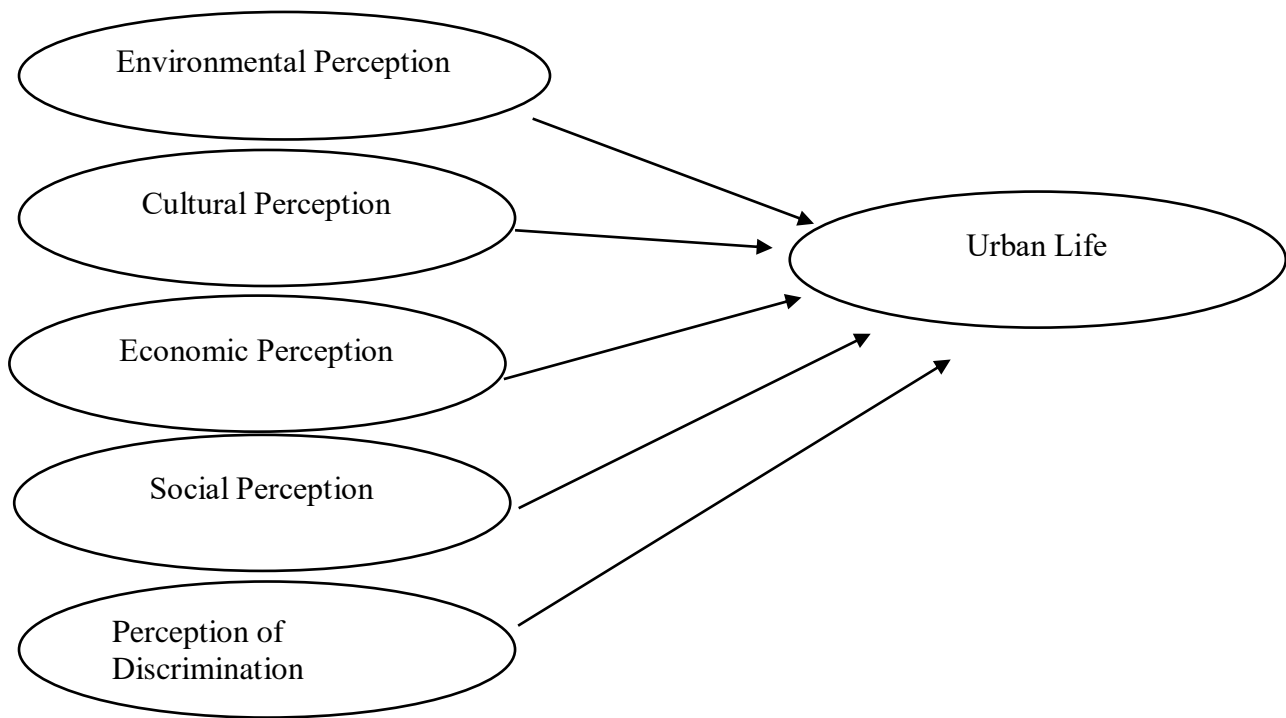 Environmental Perception
Cultural Perception
Urban Life
Economic Perception
Social Perception
Perception of
Discrimination